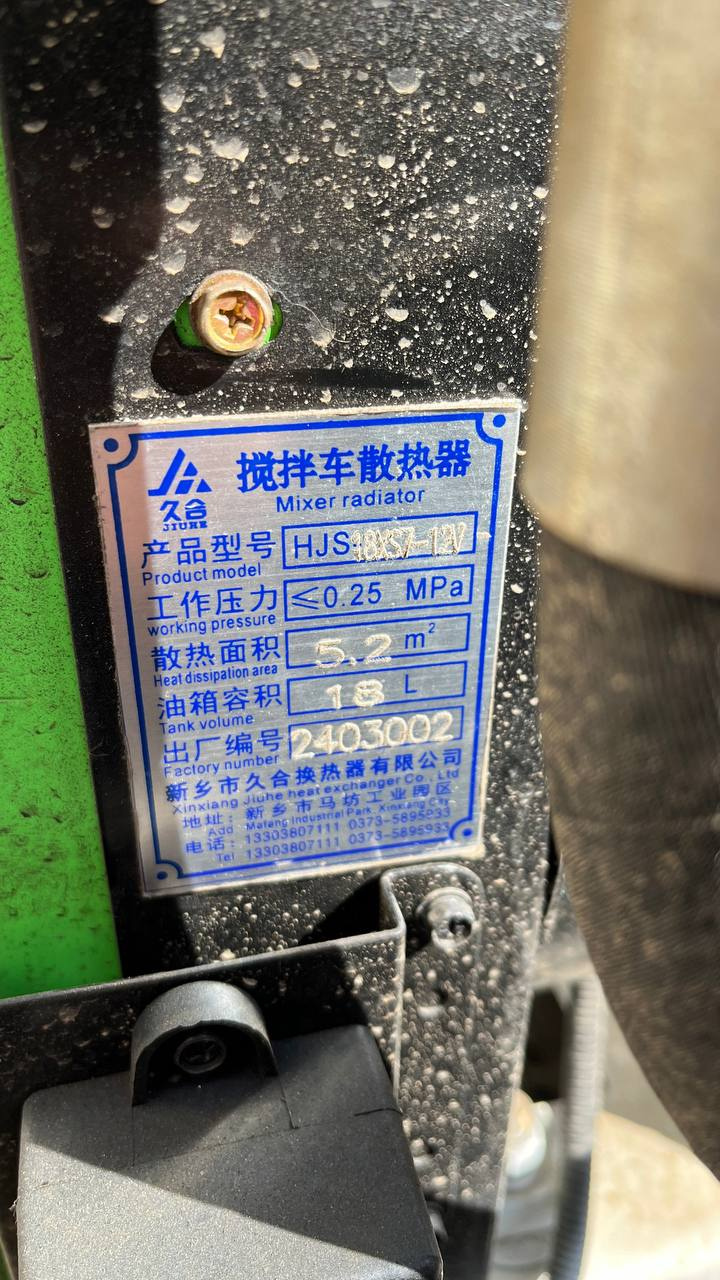 久合
JIUHE
搅拌车散热器
Mixer radiator
产品型号 HJS18XS7-12V
Product model
工作压力 ≤0.25 MPa
working pressure
散热面积 5.2 m²
Heat dissipation area
油箱容积 18 L
Tank volume
出厂编号 2403002
Factory number
新乡市久合换热器有限公司
Xinxiang Jiuhe heat exchanger Co., Ltd
地址: 新乡市马坊工业园区
Add Mafang Industrial Park, Xinxiang City
电话: 13303807111 0373-5895933
Tel 13303807111 0373-5895933